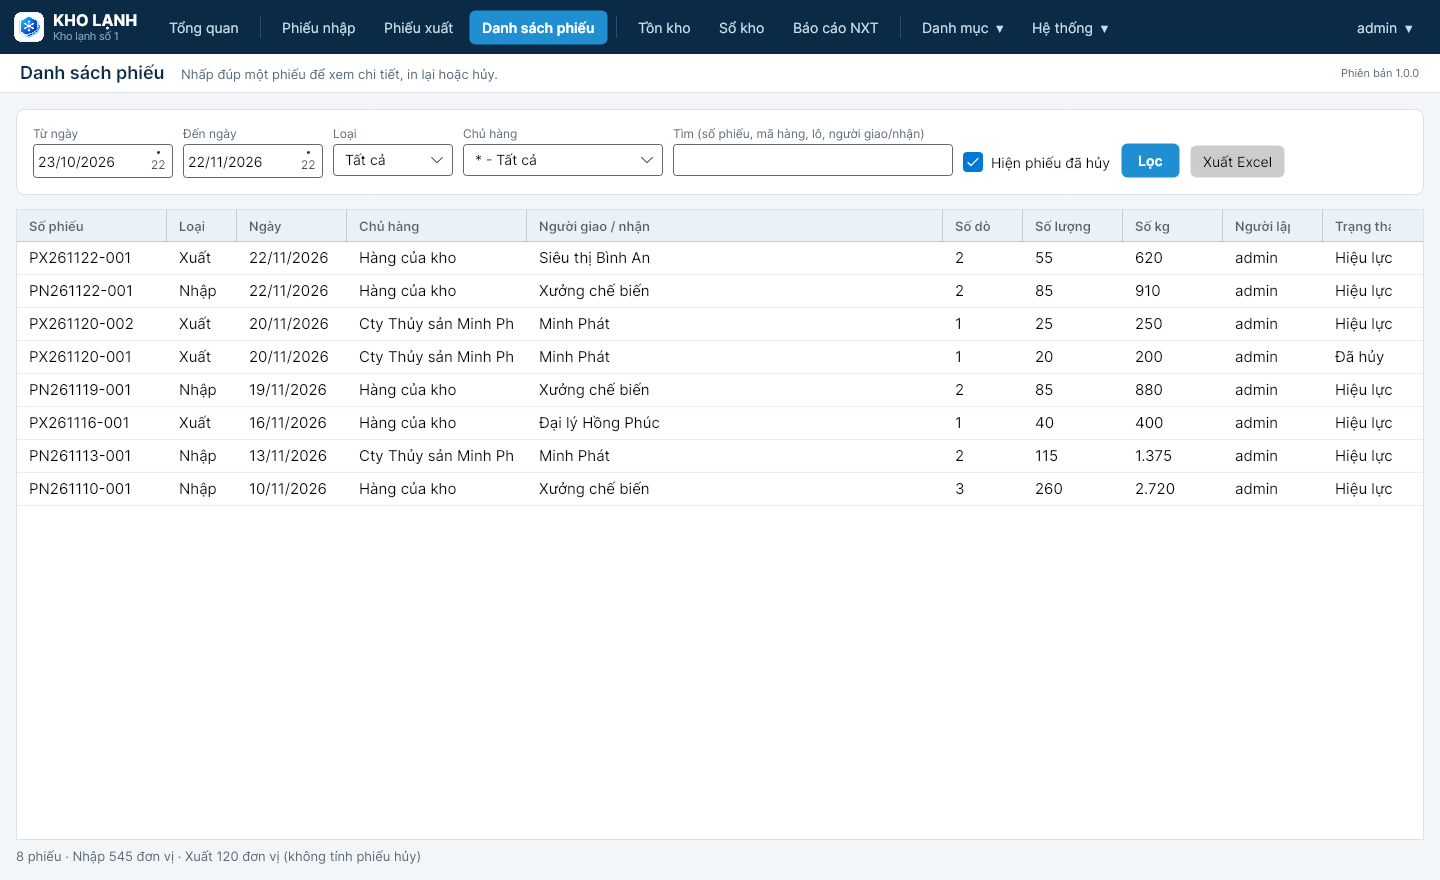 KHO LẠNH
Kho lạnh số 1
Tổng quan Phiếu nhập Phiếu xuất Danh sách phiếu Tồn kho Sổ kho Báo cáo NXT Danh mục ▾ Hệ thống ▾ admin ▾
Danh sách phiếu Nhấp đúp một phiếu để xem chi tiết, in lại hoặc hủy. Phiên bản 1.0.0
Từ ngày Đến ngày Loại Chủ hàng Tìm (số phiếu, mã hàng, lô, người giao/nhận)
23/10/2026 22 22/11/2026 22 Tất cả * - Tất cả Hiện phiếu đã hủy Lọc Xuất Excel
Số phiếu Loại Ngày Chủ hàng Người giao / nhận Số dò Số lượng Số kg Người lập Trạng thá
PX261122-001 Xuất 22/11/2026 Hàng của kho Siêu thị Bình An 2 55 620 admin Hiệu lực
PN261122-001 Nhập 22/11/2026 Hàng của kho Xưởng chế biến 2 85 910 admin Hiệu lực
PX261120-002 Xuất 20/11/2026 Cty Thủy sản Minh Ph Minh Phát 1 25 250 admin Hiệu lực
PX261120-001 Xuất 20/11/2026 Cty Thủy sản Minh Ph Minh Phát 1 20 200 admin Đã hủy
PN261119-001 Nhập 19/11/2026 Hàng của kho Xưởng chế biến 2 85 880 admin Hiệu lực
PX261116-001 Xuất 16/11/2026 Hàng của kho Đại lý Hồng Phúc 1 40 400 admin Hiệu lực
PN261113-001 Nhập 13/11/2026 Cty Thủy sản Minh Ph Minh Phát 2 115 1.375 admin Hiệu lực
PN261110-001 Nhập 10/11/2026 Hàng của kho Xưởng chế biến 3 260 2.720 admin Hiệu lực
8 phiếu · Nhập 545 đơn vị · Xuất 120 đơn vị (không tính phiếu hủy)